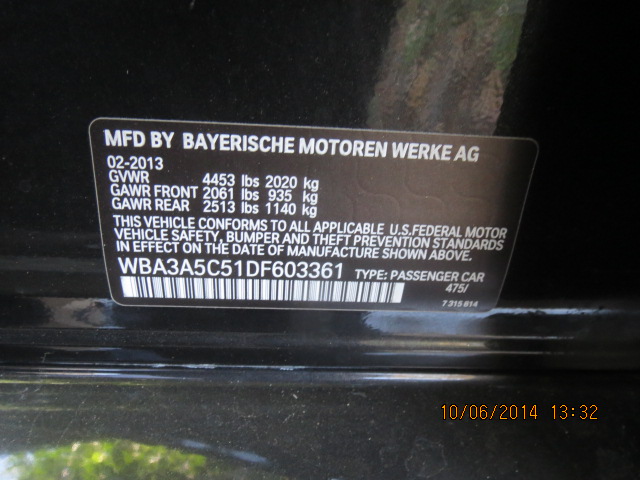 MFD BY BAYERISCHE MOTOREN WERKE AG
02-2013
GVWR 4453 lbs 2020 kg
GAWR FRONT 2061 lbs 935 kg
GAWR REAR 2513 lbs 1140 kg
THIS VEHICLE CONFORMS TO ALL APPLICABLE U.S.FEDERAL MOTOR
VEHICLE SAFETY, BUMPER, AND THEFT PREVENTION STANDARDS
IN EFFECT ON THE DATE OF MANUFACTURE SHOWN ABOVE.
WBA3A5C51DF603361 TYPE: PASSENGER CAR
475/
7 315 814
10/06/2014 13:32